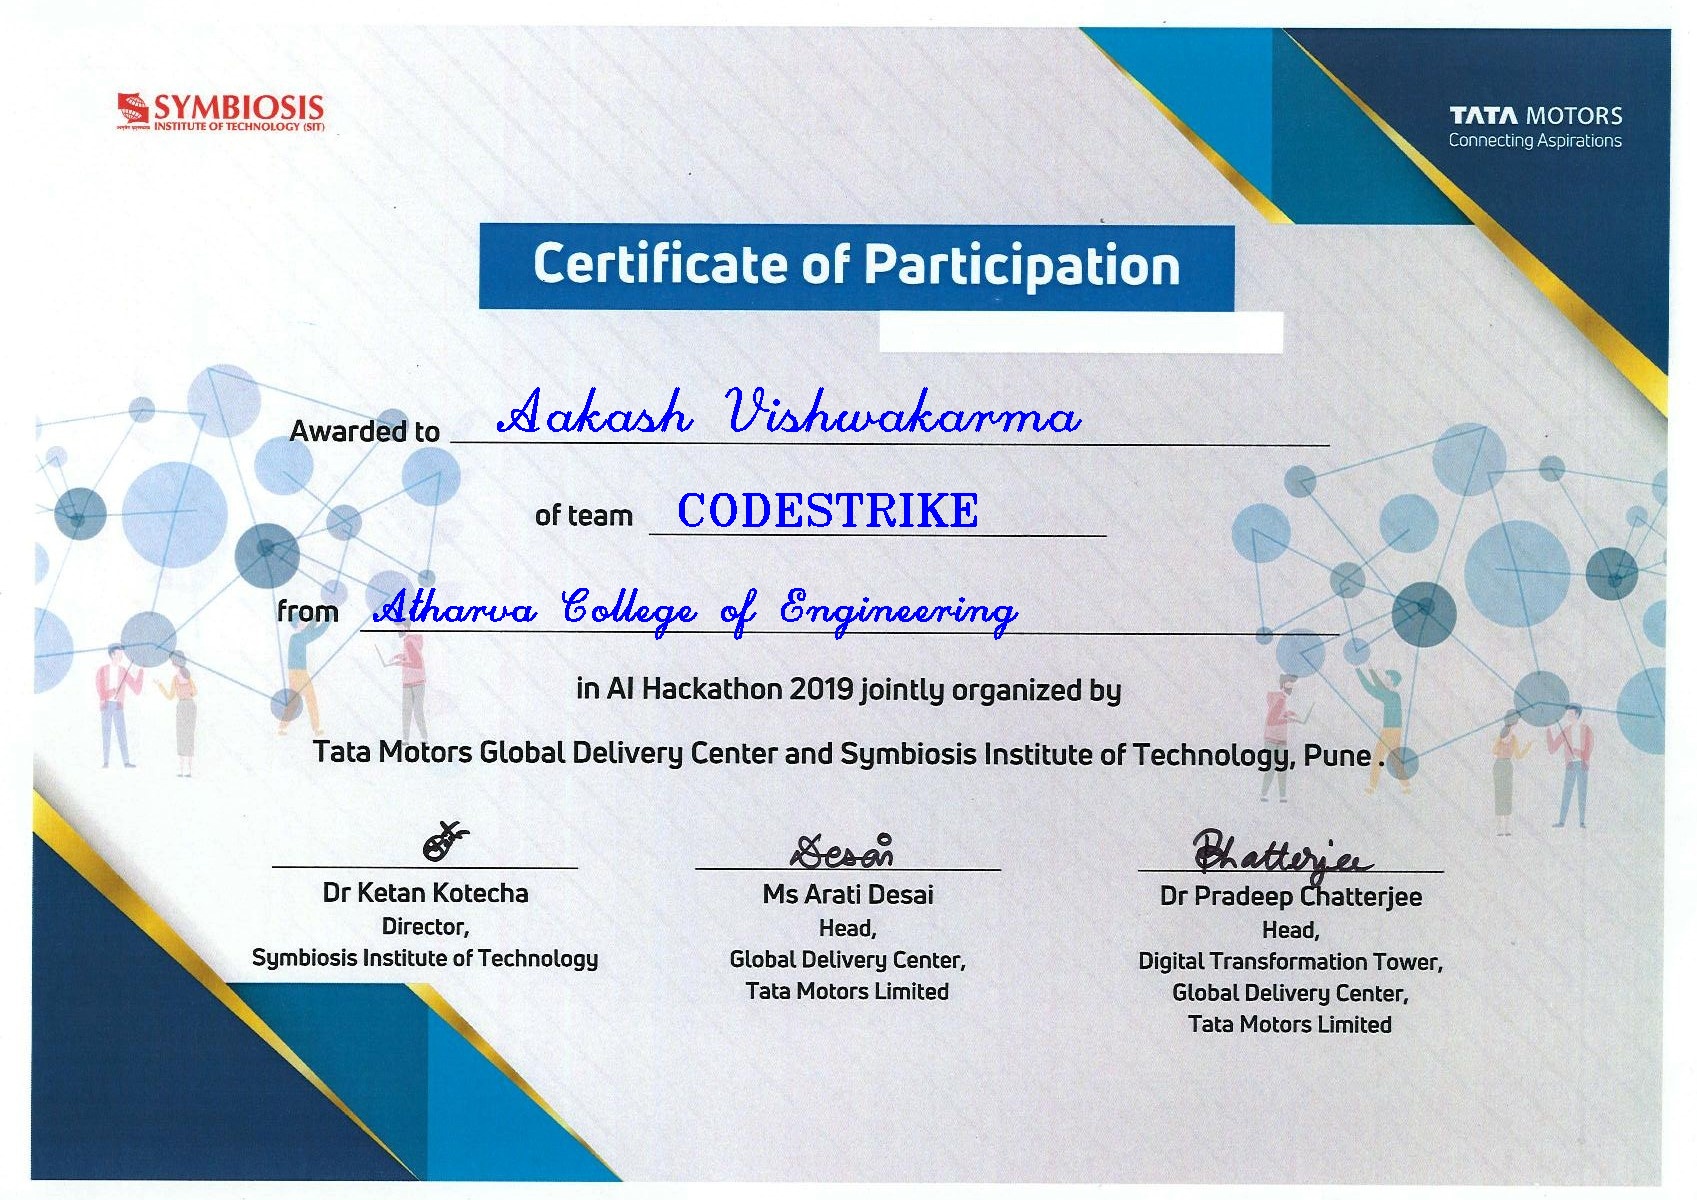 SYMBIOSIS
INSTITUTE OF TECHNOLOGY (SIT)
TATA MOTORS
Connecting Aspirations
Certificate of Participation
Awarded to Aakash Vishwakarma
of team CODESTRIKE
from Atharva College of Engineering
in AI Hackathon 2019 jointly organized by
Tata Motors Global Delivery Center and Symbiosis Institute of Technology, Pune .
Desai
Phatterjee
Dr Ketan Kotecha
Director,
Symbiosis Institute of Technology
Ms Arati Desai
Head,
Global Delivery Center,
Tata Motors Limited
Dr Pradeep Chatterjee
Head,
Digital Transformation Tower,
Global Delivery Center,
Tata Motors Limited